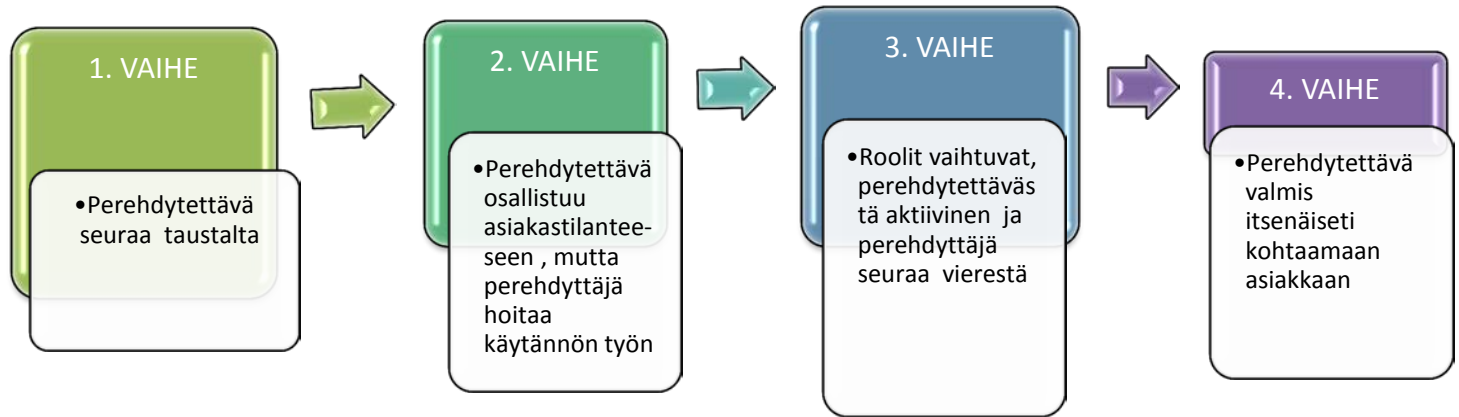 1. VAIHE
•Perehdytettävä
seuraa taustalta
2. VAIHE
•Perehdytettävä
osallistuu
asiakastilantee-
seen , mutta
perehdyttäjä
hoitaa
käytännön työn
3. VAIHE
•Roolit vaihtuvat,
perehdytettäväs
tä aktiivinen ja
perehdyttäjä
seuraa vierestä
4. VAIHE
•Perehdytettävä
valmis
itsenäiseti
kohtaamaan
asiakkaan